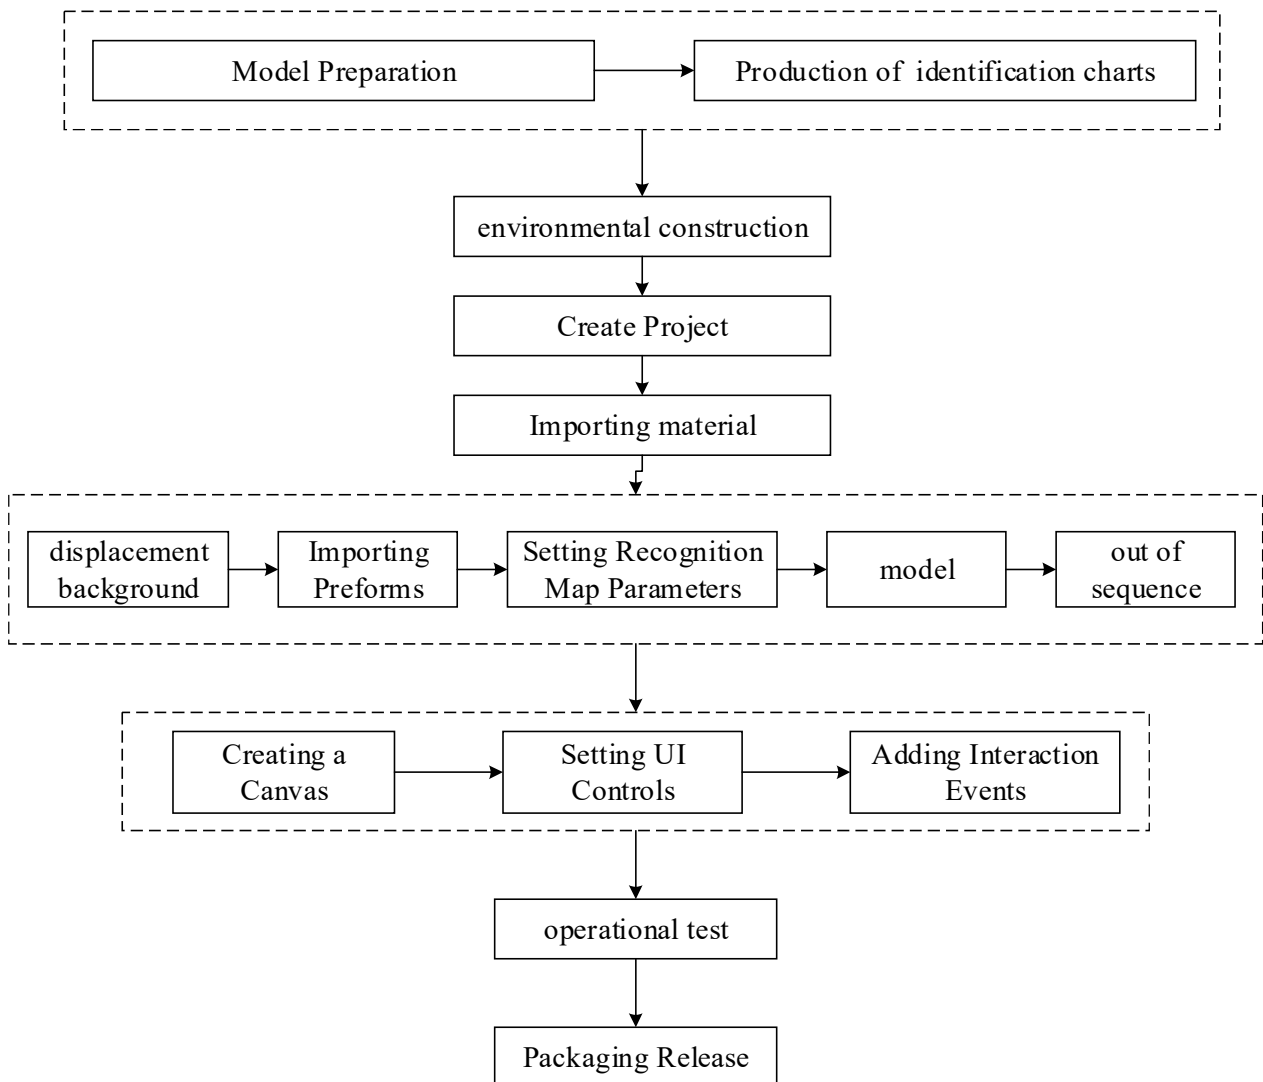 Model Preparation
Production of identification charts
environmental construction
Create Project
Importing material
displacement
background
Importing
Preforms
Setting Recognition
Map Parameters
model
out of
sequence
Creating a
Canvas
Setting UI
Controls
Adding Interaction
Events
operational test
Packaging Release